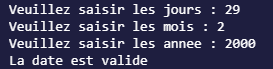 Veuillez saisir les jours : 29
Veuillez saisir les mois : 2
Veuillez saisir les annee : 2000
La date est valide